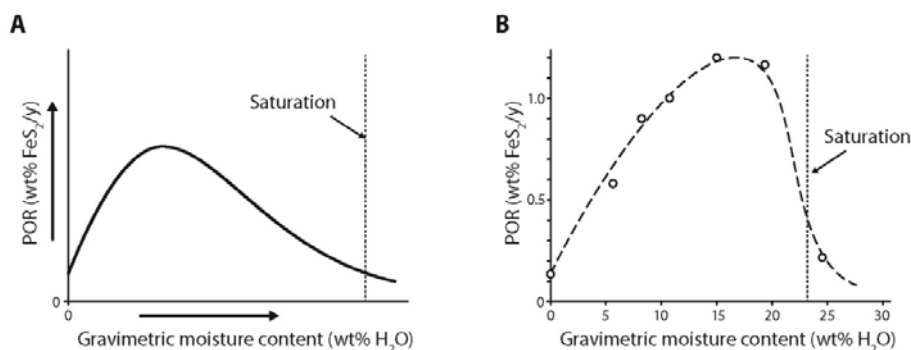 A
POR (wt% FeS₂/y)
Saturation
0
0
Gravimetric moisture content (wt% H₂O)
B
POR (wt% FeS₂/y)
1.0
0.5
0
Saturation
0 5 10 15 20 25 30
Gravimetric moisture content (wt% H₂O)